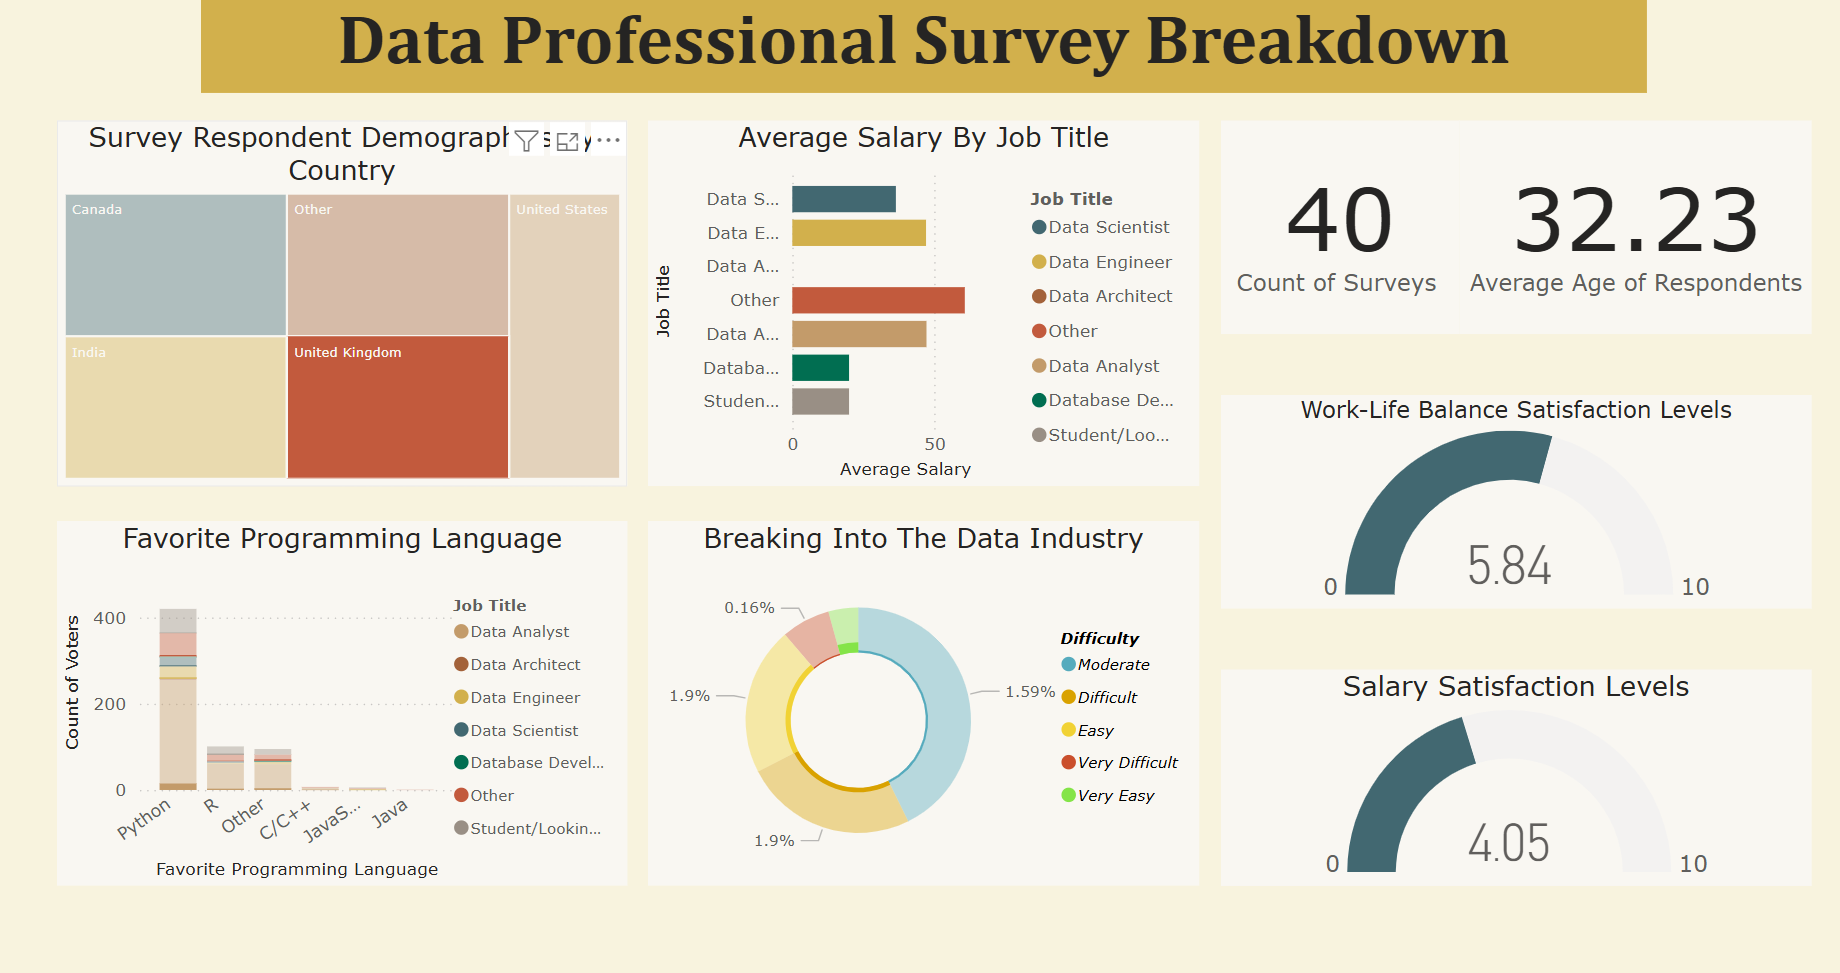 Data Professional Survey Breakdown
Survey Respondent Demograph
Country
Canada
Other
United States
India
United Kingdom
Average Salary By Job Title
Job Title
Data S...
Data E...
Data A...
Other
Data A...
Databa...
Studen...
0
50
Average Salary
Job Title
Data Scientist
Data Engineer
Data Architect
Other
Data Analyst
Database De...
Student/Loo...
40
Count of Surveys
32.23
Average Age of Respondents
Work-Life Balance Satisfaction Levels
5.84
0
10
Favorite Programming Language
Count of Voters
400
200
0
Python
R
Other
C/C++
JavaS...
Java
Favorite Programming Language
Job Title
Data Analyst
Data Architect
Data Engineer
Data Scientist
Database Devel...
Other
Student/Lookin...
Breaking Into The Data Industry
0.16%
1.9%
1.9%
1.59%
Difficulty
Moderate
Difficult
Easy
Very Difficult
Very Easy
Salary Satisfaction Levels
4.05
0
10